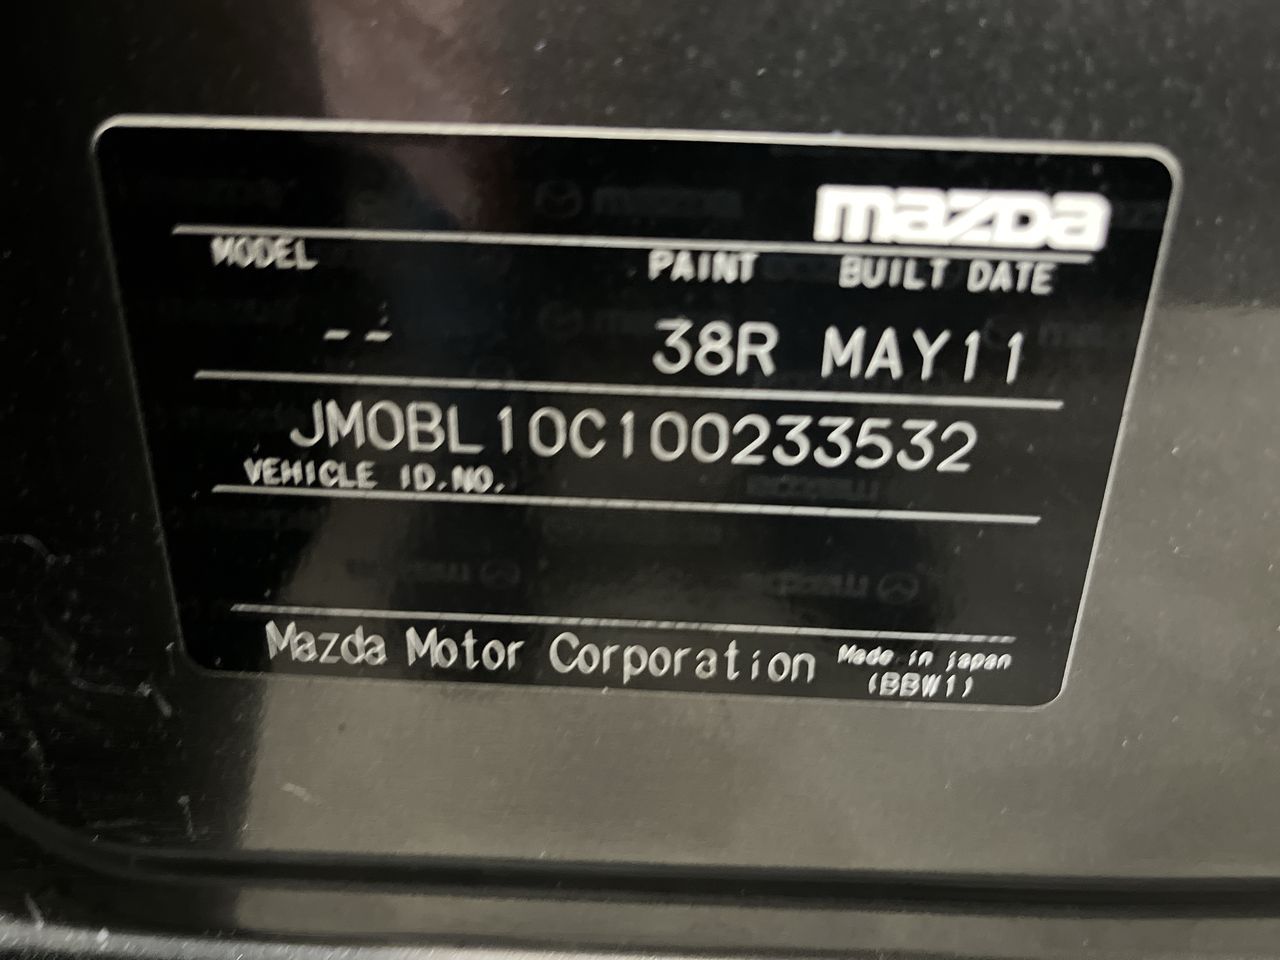 mazda
MODEL PAINT BUILT DATE
-- 38R MAY11
JM0BL10C100233532
VEHICLE ID.NO.
Mazda Motor Corporation Made in japan
(BBW1)